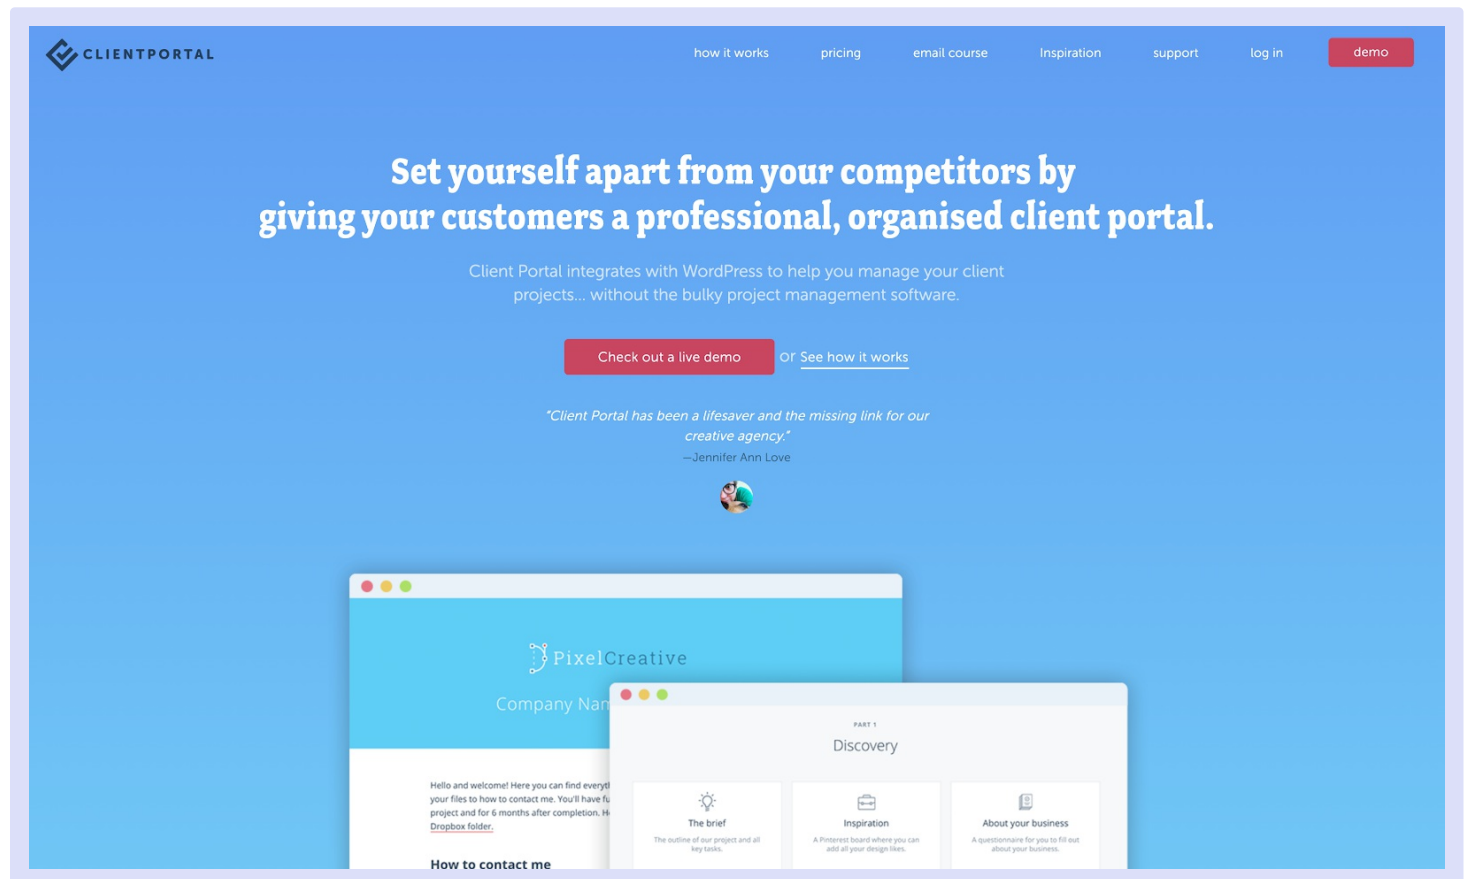 CLIENTPORTAL
how it works
pricing
email course
Inspiration
support
log in
demo
Set yourself apart from your competitors by
giving your customers a professional, organised client portal.
Client Portal integrates with WordPress to help you manage your client
projects... without the bulky project management software.
Check out a live demo or See how it works
"Client Portal has been a lifesaver and the missing link for our
creative agency."
—Jennifer Ann Love
PixelCreative
Company
Hello and welcome! Here you can find
your files to how to contact me. You'll have
project and for 6 months after completion.
Dropbox folder.
How to contact me
PART 1
Discovery
The brief
The outline of our project and all
key tasks.
Inspiration
A Pinterest board where you can
add all your design likes.
About your business
A questionnaire for you to fill out
about your business.